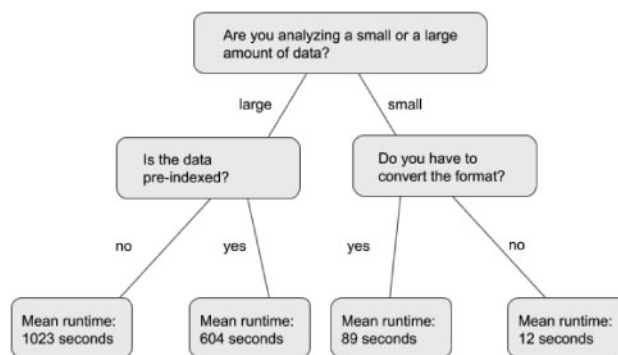 Are you analyzing a small or a large
amount of data?
large
small
Is the data
pre-indexed?
Do you have to
convert the format?
no
yes
yes
no
Mean runtime:
1023 seconds
Mean runtime:
604 seconds
Mean runtime:
89 seconds
Mean runtime:
12 seconds